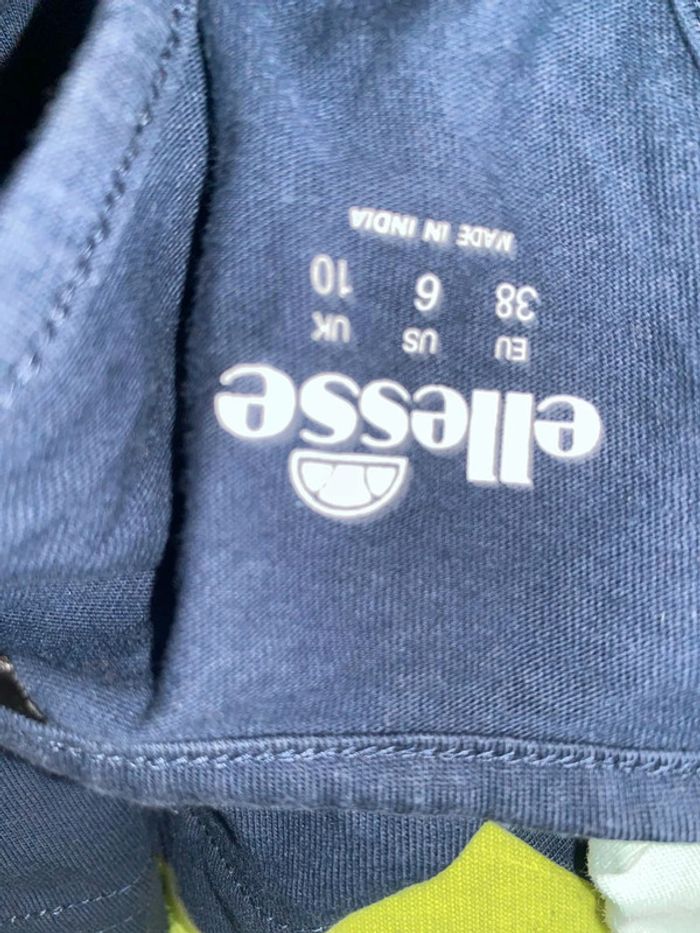 ellesse
EU US UK
38 6 10
MADE IN INDIA